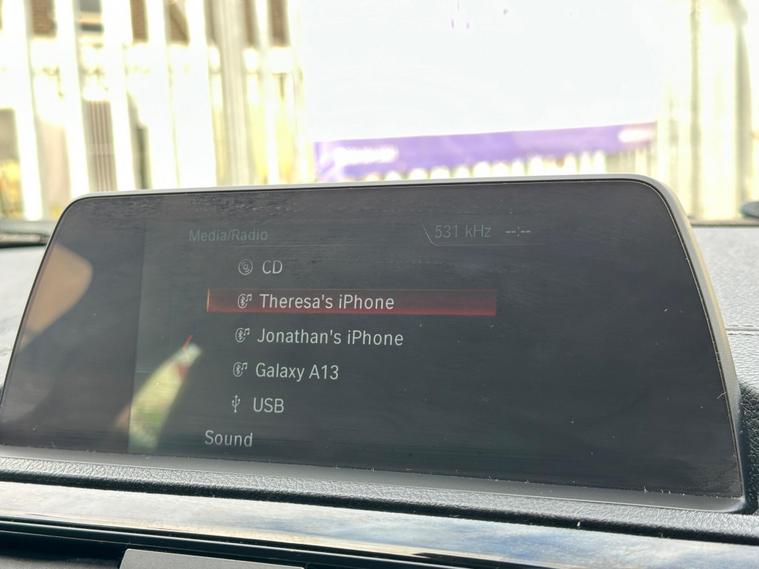 Media/Radio 531 kHz --:--
CD
Theresa's iPhone
Jonathan's iPhone
Galaxy A13
USB
Sound